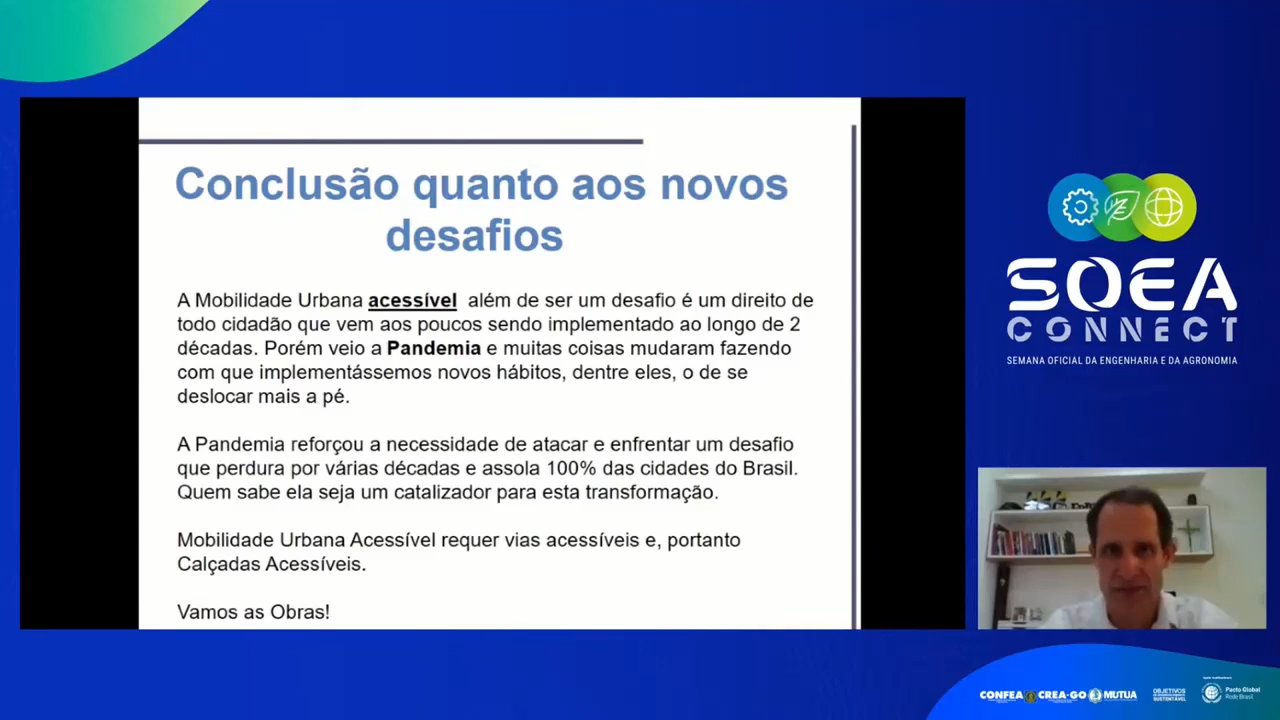 Conclusão quanto aos novos
desafios
A Mobilidade Urbana acessível além de ser um desafio é um direito de
todo cidadão que vem aos poucos sendo implementado ao longo de 2
décadas. Porém veio a Pandemia e muitas coisas mudaram fazendo
com que implementássemos novos hábitos, dentre eles, o de se
deslocar mais a pé.
A Pandemia reforçou a necessidade de atacar e enfrentar um desafio
que perdura por várias décadas e assola 100% das cidades do Brasil.
Quem sabe ela seja um catalizador para esta transformação.
Mobilidade Urbana Acessível requer vias acessíveis e, portanto
Calçadas Acessíveis.
Vamos as Obras!
SOEA
CONNECT
SEMANA OFICIAL DA ENGENHARIA E DA AGRONOMIA
CONFEA CREA-GO MUTUA
OBJETIVOS
SUSTENTÁVEL
Pacto Global
Rede Brasil